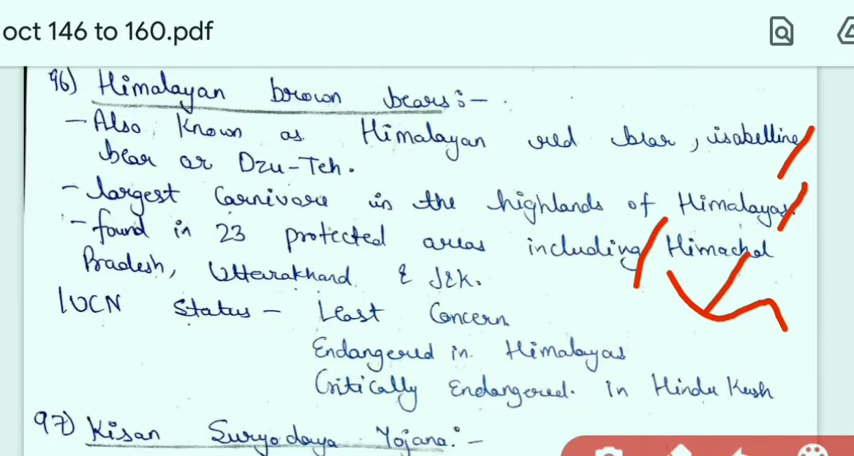 oct 146 to 160.pdf
96) Himalayan brown bears:-
- Also known as Himalayan red bear, isabelline
bear or Dzu-Teh.
- largest Carnivore in the highlands of Himalayas
- found in 23 protected areas including Himachal
Pradesh, Uttarakhand & J&K.
IUCN Status - Least Concern
Endangered in Himalayas
Critically Endangered. in Hindu Kush
97) Kisan Suryodaya Yojana:-